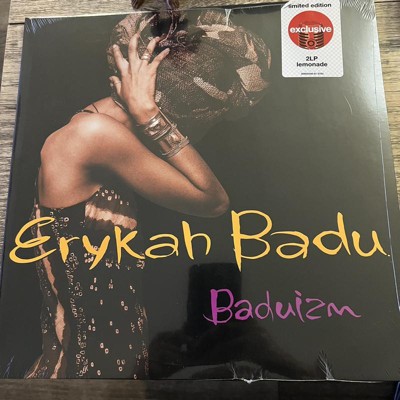 limited edition
exclusive
2LP
lemonade
Erykah Badu
Baduizm